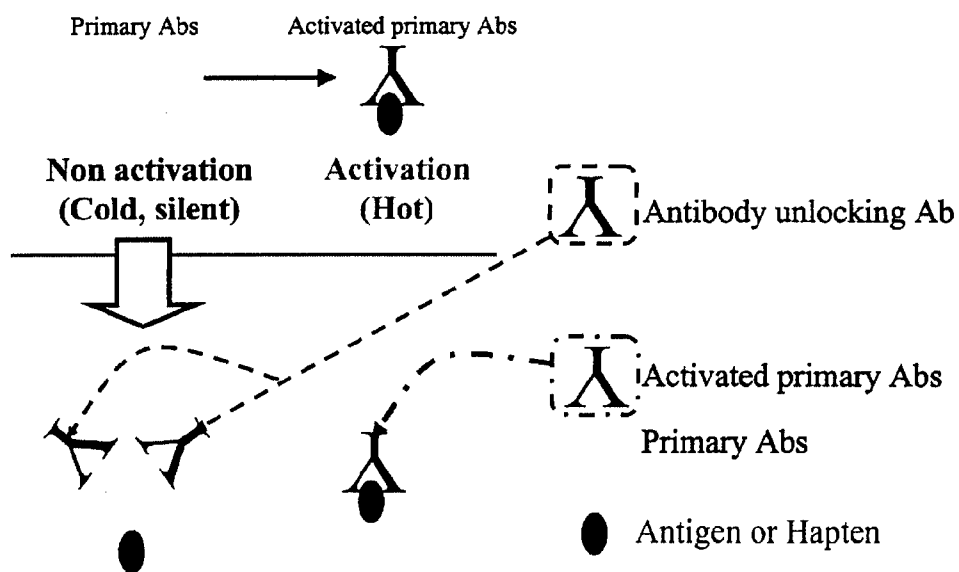 Primary Abs
Activated primary Abs
Non activation
(Cold, silent)
Activation
(Hot)
Antibody unlocking Ab
Activated primary Abs
Primary Abs
Antigen or Hapten